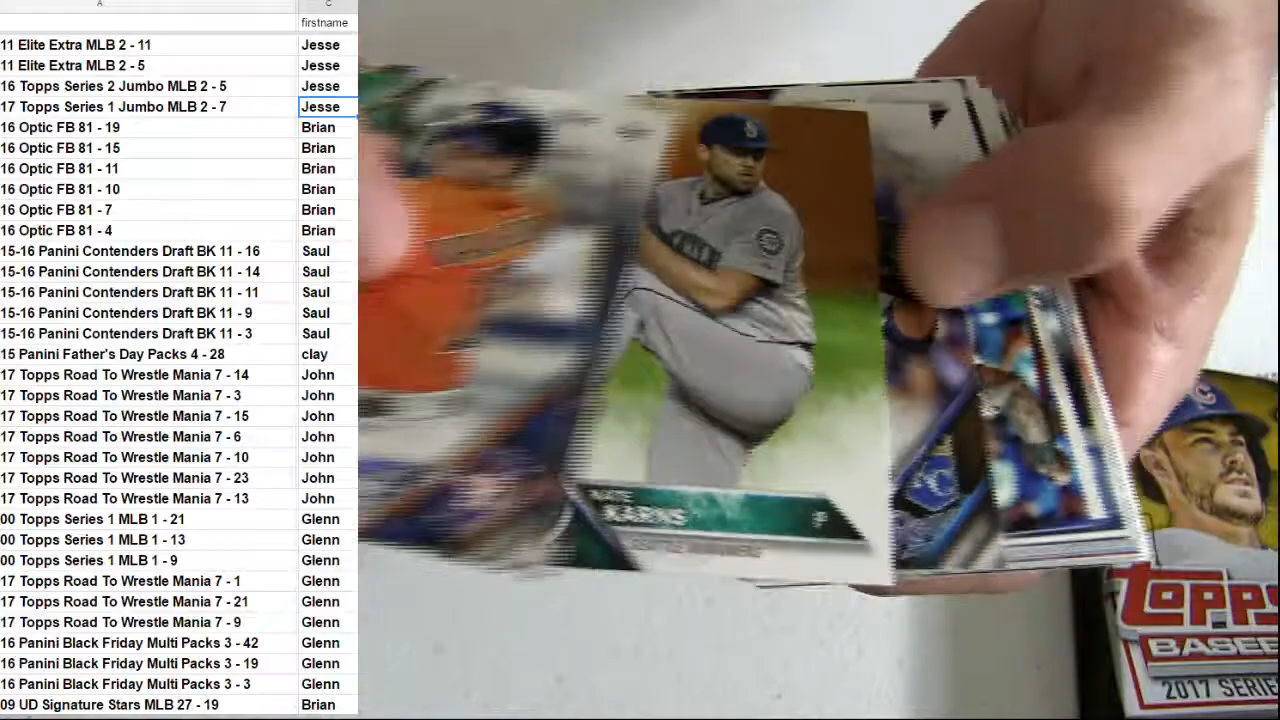 A C
firstname
11 Elite Extra MLB 2 - 11 Jesse
11 Elite Extra MLB 2 - 5 Jesse
16 Topps Series 2 Jumbo MLB 2 - 5 Jesse
17 Topps Series 1 Jumbo MLB 2 - 7 Jesse
16 Optic FB 81 - 19 Brian
16 Optic FB 81 - 15 Brian
16 Optic FB 81 - 11 Brian
16 Optic FB 81 - 10 Brian
16 Optic FB 81 - 7 Brian
16 Optic FB 81 - 4 Brian
15-16 Panini Contenders Draft BK 11 - 16 Saul
15-16 Panini Contenders Draft BK 11 - 14 Saul
15-16 Panini Contenders Draft BK 11 - 11 Saul
15-16 Panini Contenders Draft BK 11 - 9 Saul
15-16 Panini Contenders Draft BK 11 - 3 Saul
15 Panini Father's Day Packs 4 - 28 clay
17 Topps Road To Wrestle Mania 7 - 14 John
17 Topps Road To Wrestle Mania 7 - 3 John
17 Topps Road To Wrestle Mania 7 - 15 John
17 Topps Road To Wrestle Mania 7 - 6 John
17 Topps Road To Wrestle Mania 7 - 10 John
17 Topps Road To Wrestle Mania 7 - 23 John
17 Topps Road To Wrestle Mania 7 - 13 John
00 Topps Series 1 MLB 1 - 21 Glenn
00 Topps Series 1 MLB 1 - 13 Glenn
00 Topps Series 1 MLB 1 - 9 Glenn
17 Topps Road To Wrestle Mania 7 - 1 Glenn
17 Topps Road To Wrestle Mania 7 - 21 Glenn
17 Topps Road To Wrestle Mania 7 - 9 Glenn
16 Panini Black Friday Multi Packs 3 - 42 Glenn
16 Panini Black Friday Multi Packs 3 - 19 Glenn
16 Panini Black Friday Multi Packs 3 - 3 Glenn
09 UD Signature Stars MLB 27 - 19 Brian
NATE
KARNS
TOPPS
BASE
2017 SERIE